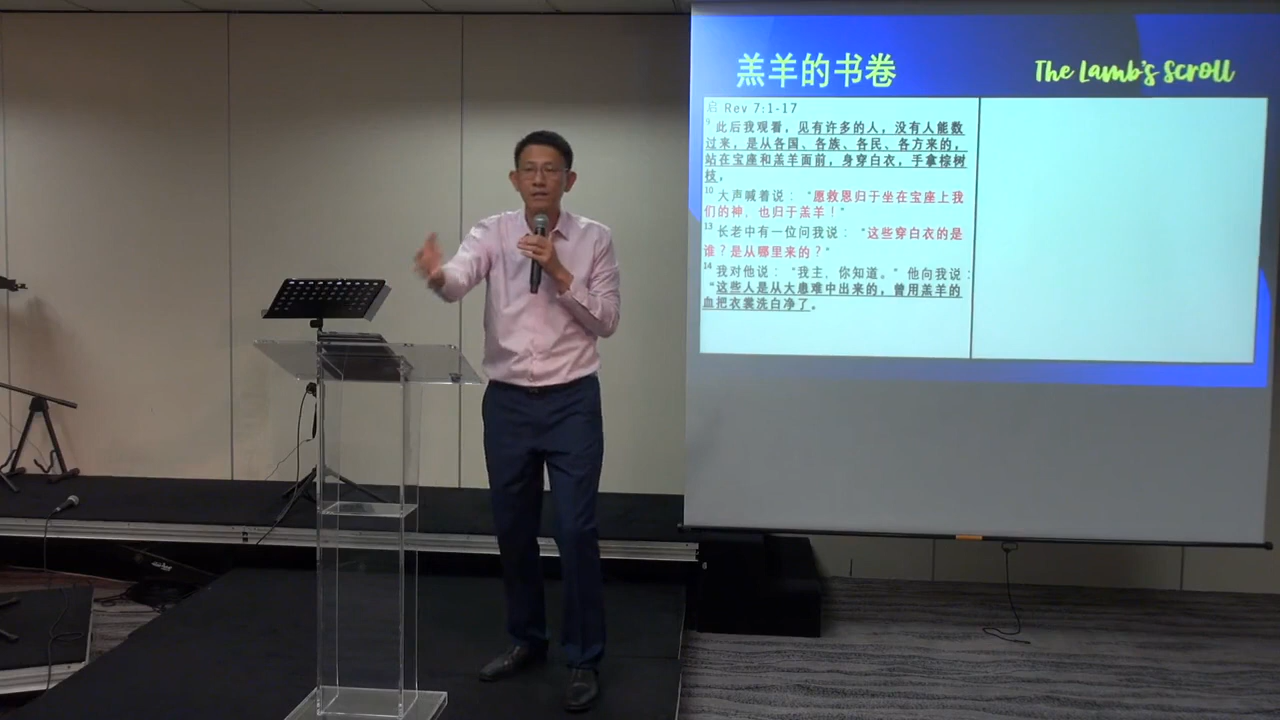 羔羊的书卷
The Lamb's Scroll
启 Rev 7:1-17
9 此后我观看，见有许多的人，没有人能数
过来，是从各国、各族、各民、各方来的，
站在宝座和羔羊面前，身穿白衣，手拿棕树
枝，
10 大声喊着说：“愿救恩归于坐在宝座上我
们的神，也归于羔羊！”
13 长老中有一位问我说：“这些穿白衣的是
谁？是从哪里来的？”
14 我对他说：“我主，你知道。”他向我说：
“这些人是从大患难中出来的，曾用羔羊的
血把衣裳洗白净了。